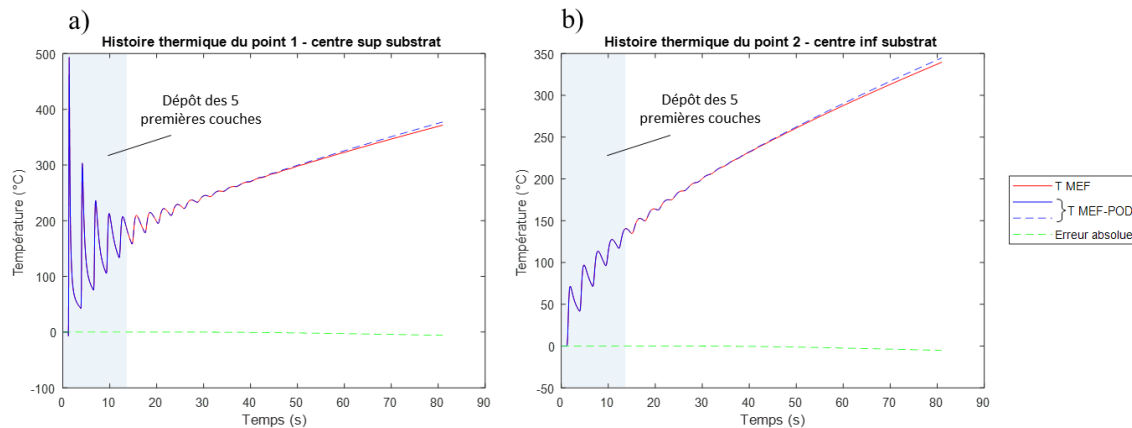 a)
Histoire thermique du point 1 - centre sup substrat
500
400
300
200
100
0
-100
Température (°C)
Dépôt des 5
premières couches
0 10 20 30 40 50 60 70 80 90
Temps (s)
b)
Histoire thermique du point 2 - centre inf substrat
350
300
250
200
150
100
50
0
-50
Température (°C)
Dépôt des 5
premières couches
0 10 20 30 40 50 60 70 80 90
Temps (s)
T MEF
T MEF-POD
Erreur absolue